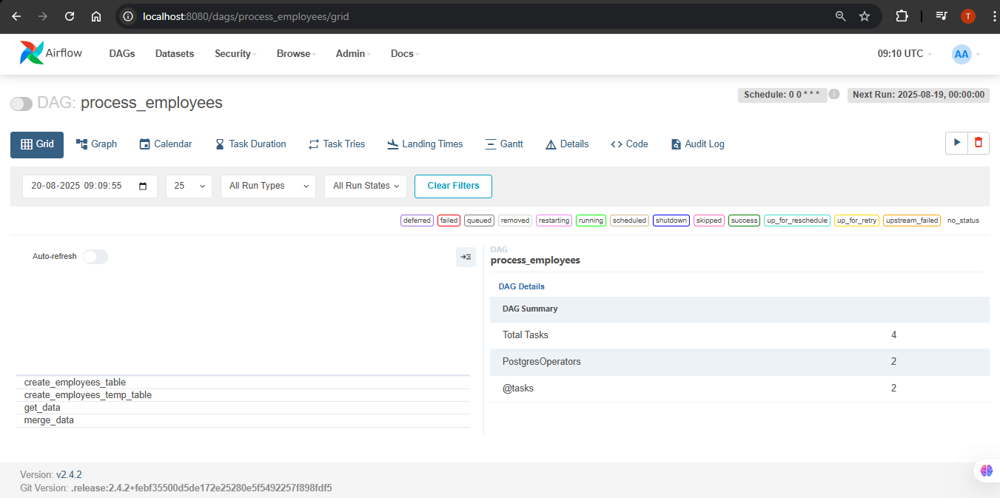 localhost:8080/dags/process_employees/grid
T
Airflow DAGs Datasets Security Browse Admin Docs 09:10 UTC AA
DAG: process_employees
Schedule: 0 0 * * * i Next Run: 2025-08-19, 00:00:00
Grid Graph Calendar Task Duration Task Tries Landing Times Gantt Details Code Audit Log
20-08-2025 09:09:55 25 All Run Types All Run States Clear Filters
deferred failed queued removed restarting running scheduled shutdown skipped success up_for_reschedule up_for_retry upstream_failed no_status
Auto-refresh
create_employees_table
create_employees_temp_table
get_data
merge_data
DAG
process_employees
DAG Details
DAG Summary
Total Tasks 4
PostgresOperators 2
@tasks 2
Version: v2.4.2
Git Version: .release:2.4.2+febf35500d5de172e25280e5f5492257f898fdf5